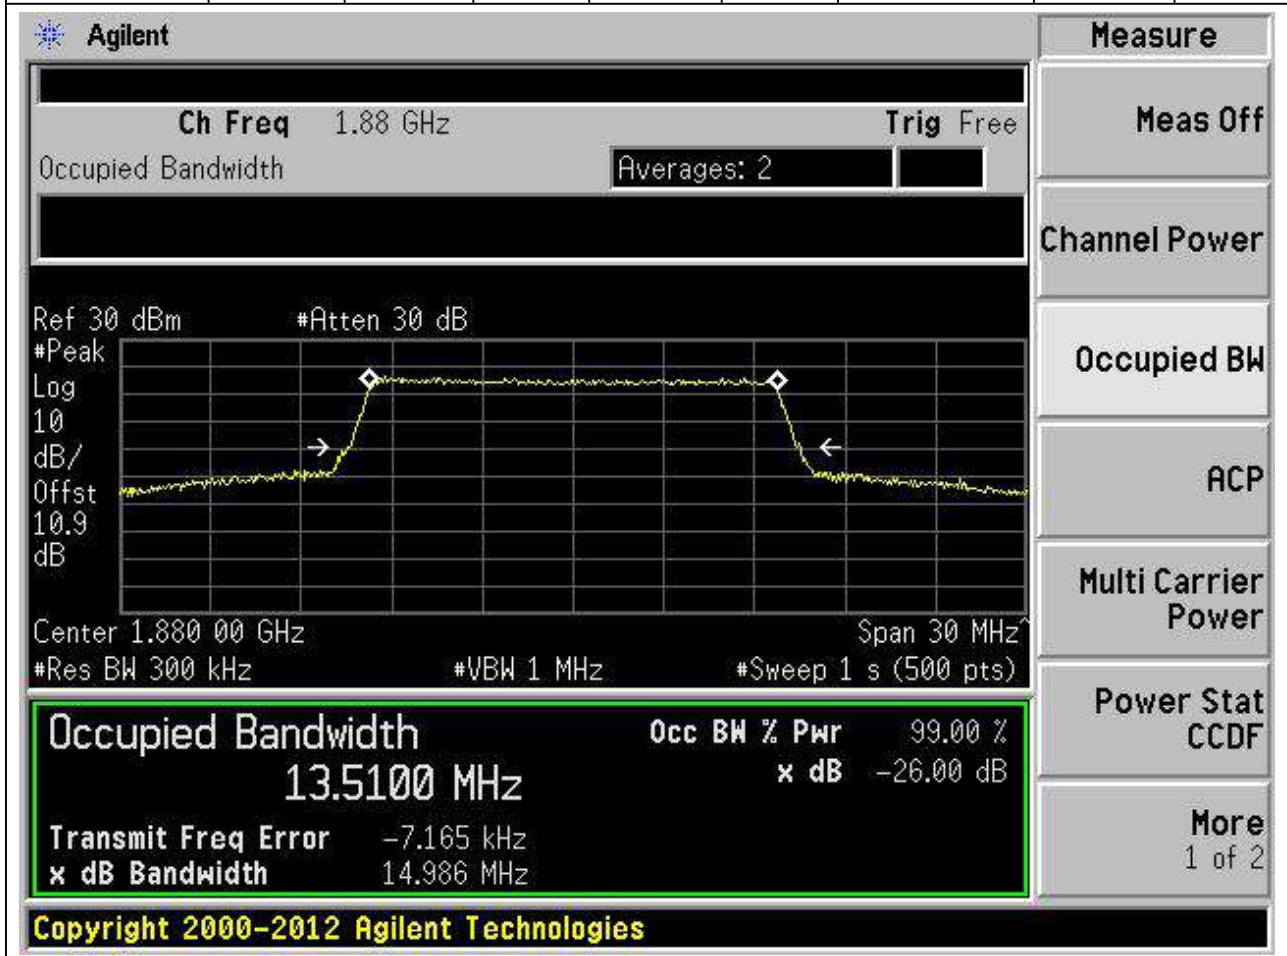 Agilent
Measure
Ch Freq 1.88 GHz Trig Free
Occupied Bandwidth Averages: 2
Meas Off
Channel Power
Occupied BW
ACP
Multi Carrier
Power
Power Stat
CCDF
More
1 of 2
Ref 30 dBm #Atten 30 dB
#Peak
Log
10
dB/
Offst
10.9
dB
Center 1.880 00 GHz Span 30 MHz^
#Res BW 300 kHz #VBW 1 MHz #Sweep 1 s (500 pts)
Occupied Bandwidth
13.5100 MHz
Occ BW % Pwr 99.00 %
x dB -26.00 dB
Transmit Freq Error -7.165 kHz
x dB Bandwidth 14.986 MHz
Copyright 2000-2012 Agilent Technologies